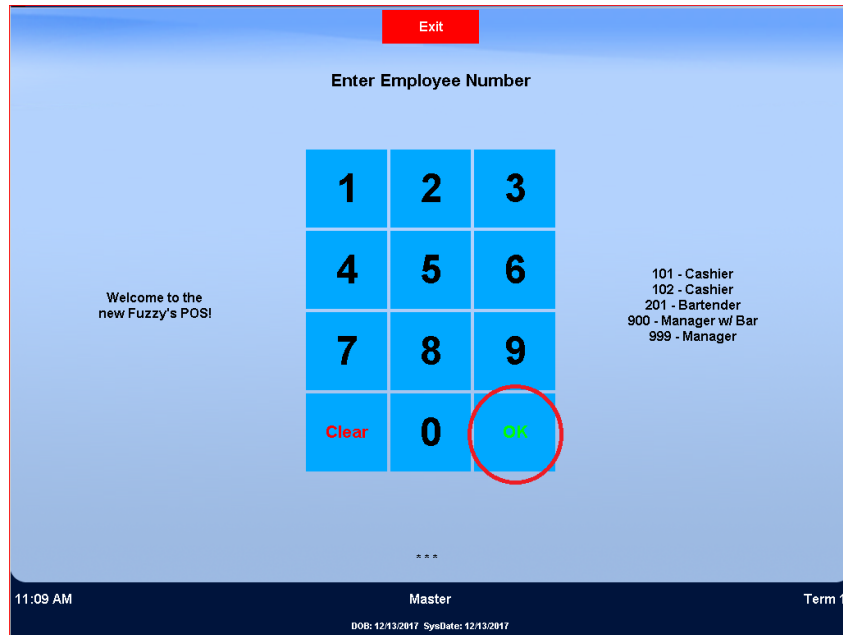 Exit
Enter Employee Number
1 2 3
4 5 6
7 8 9
Clear 0 OK
Welcome to the
new Fuzzy's POS!
101 - Cashier
102 - Cashier
201 - Bartender
900 - Manager w/ Bar
999 - Manager
* * *
11:09 AM Master Term 1
DOB: 12/13/2017 SysDate: 12/13/2017